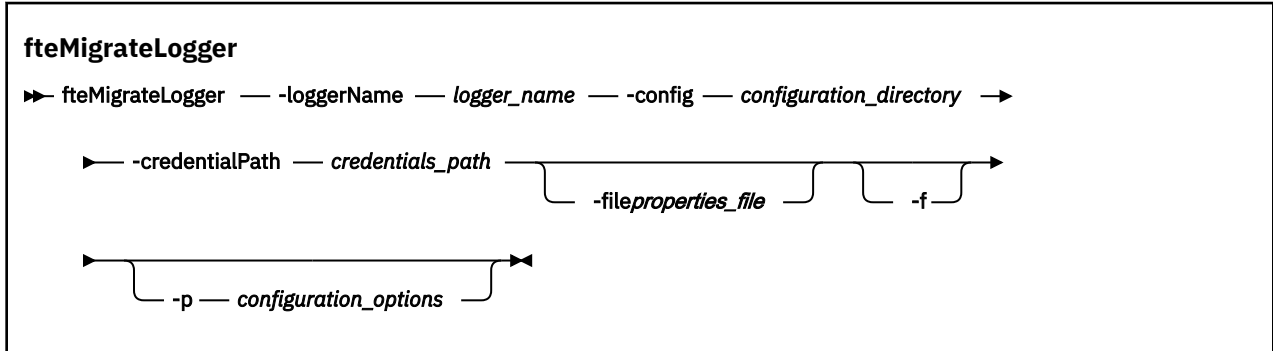 fteMigrateLogger
fteMigrateLogger -loggerName logger_name -config configuration_directory
-credentialPath credentials_path
-fileproperties_file -f
-p configuration_options